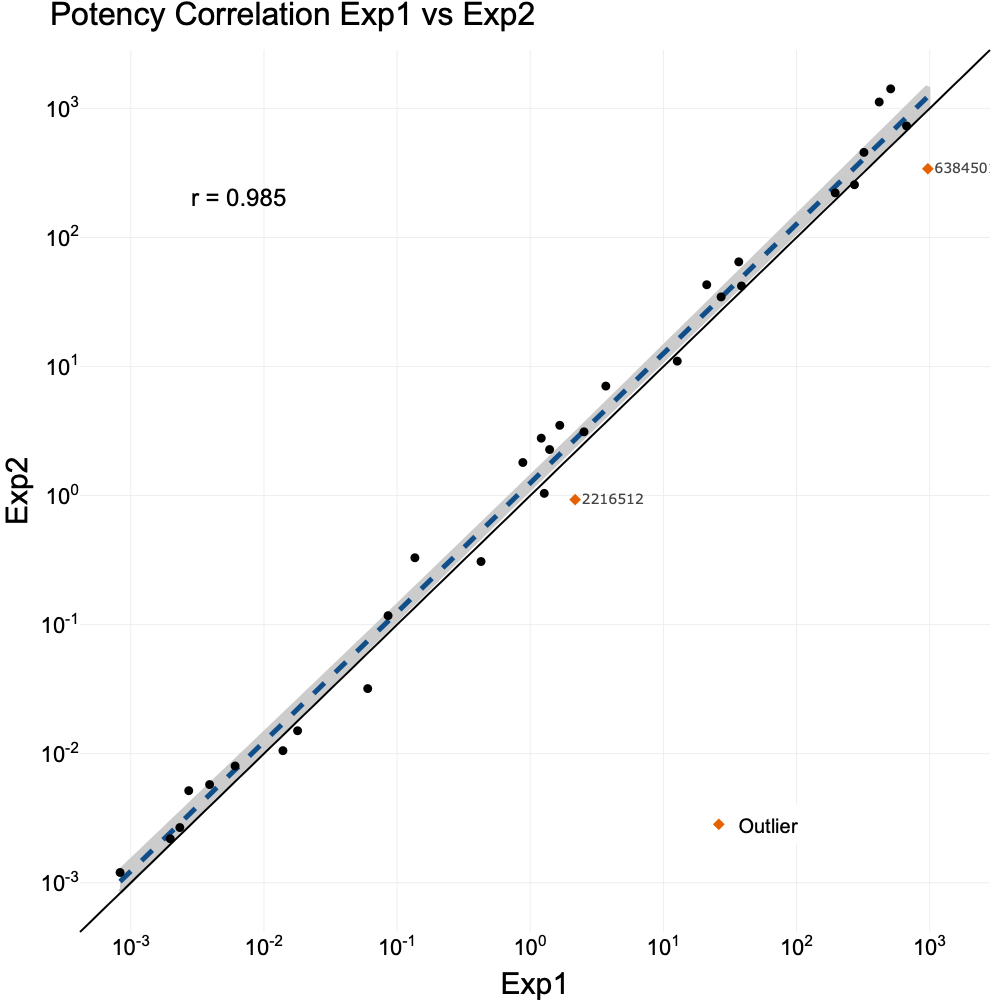 Potency Correlation Exp1 vs Exp2
10³
638450
r = 0.985
10²
10¹
Exp2
10⁰
2216512
10⁻¹
10⁻²
Outlier
10⁻³
10⁻³ 10⁻² 10⁻¹ 10⁰ 10¹ 10² 10³
Exp1